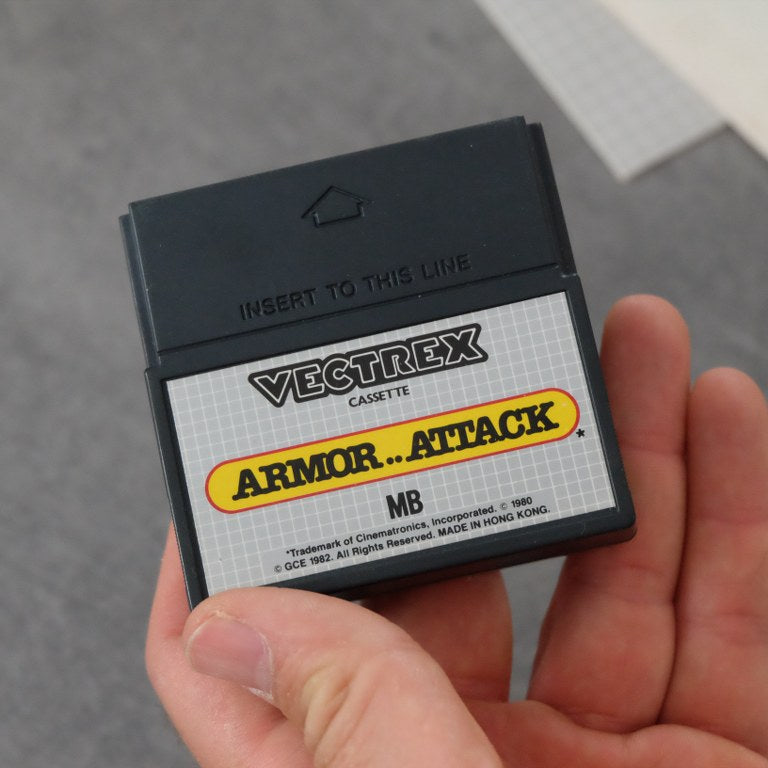 INSERT TO THIS LINE
VECTREX
CASSETTE
ARMOR..ATTACK*
MB
*Trademark of Cinematronics, Incorporated. © 1980
© GCE 1982. All Rights Reserved. MADE IN HONG KONG.